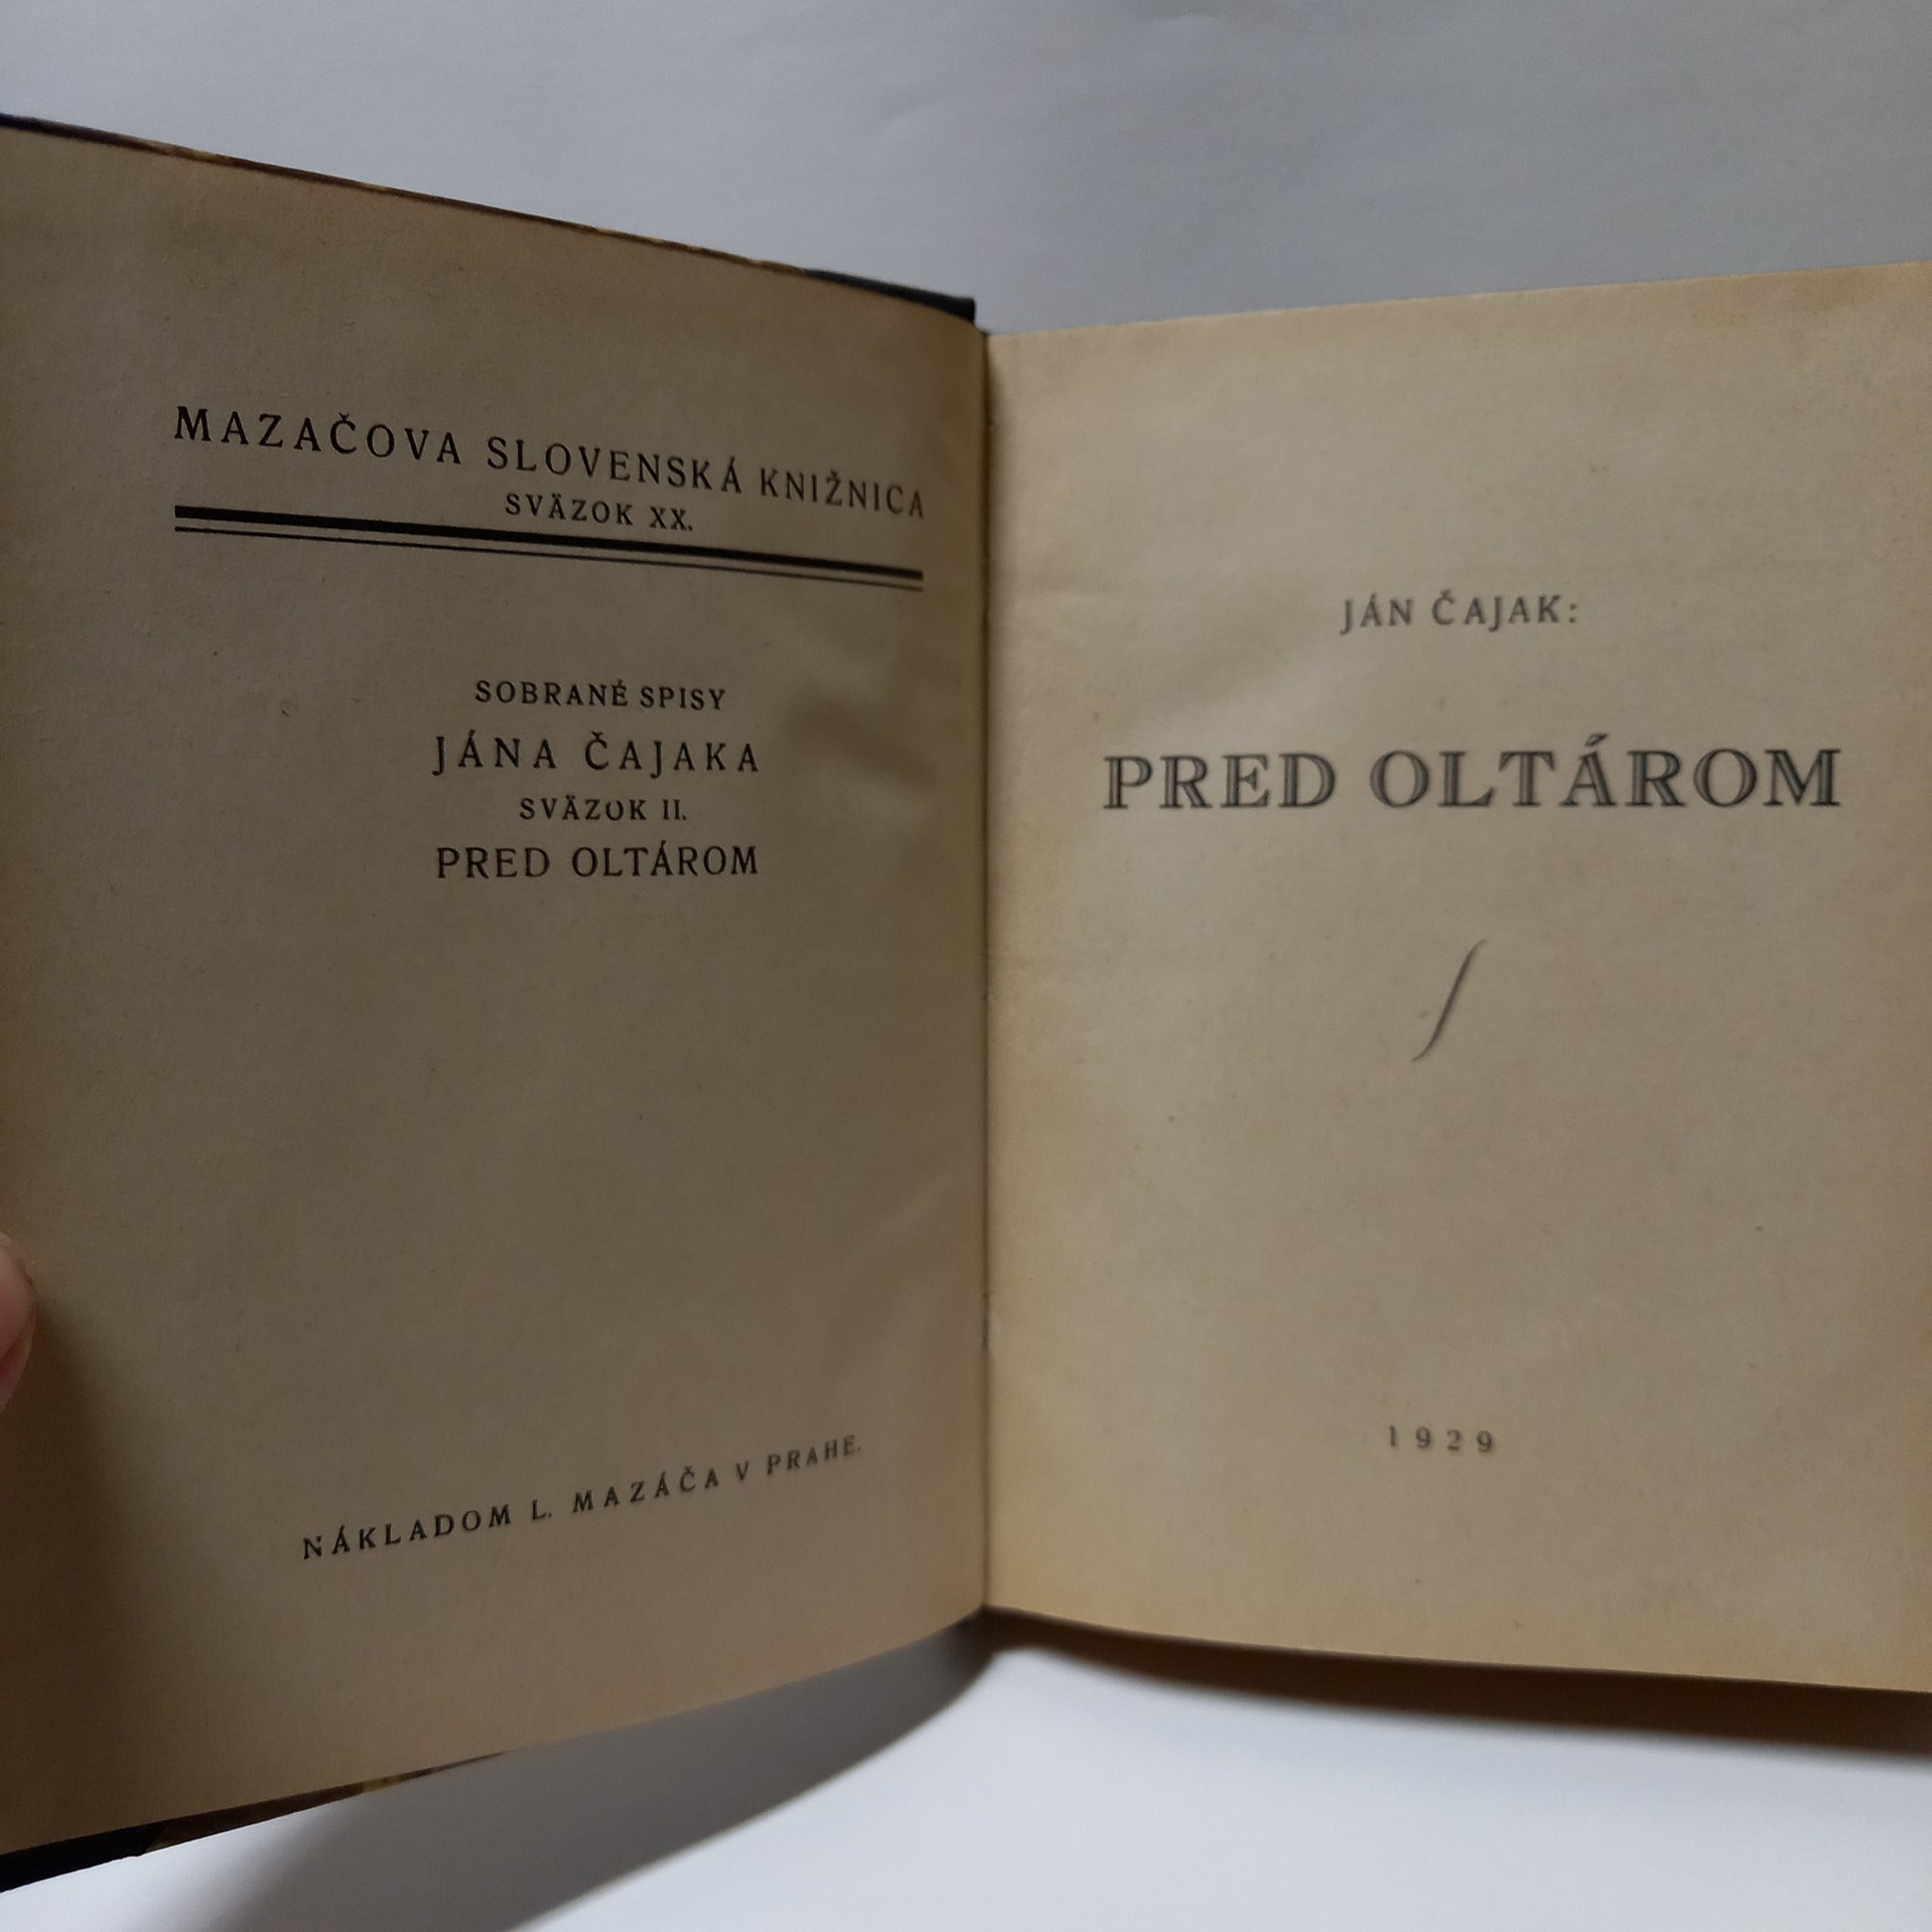 MAZAČOVA SLOVENSKÁ KNIŽNICA
SVÄZOK XX.
SOBRANÉ SPISY
JÁNA ČAJAKA
SVÄZOK II.
PRED OLTÁROM
NÁKLADOM L. MAZÁČA V PRAHE.
JÁN ČAJAK:
PRED OLTÁROM
1929